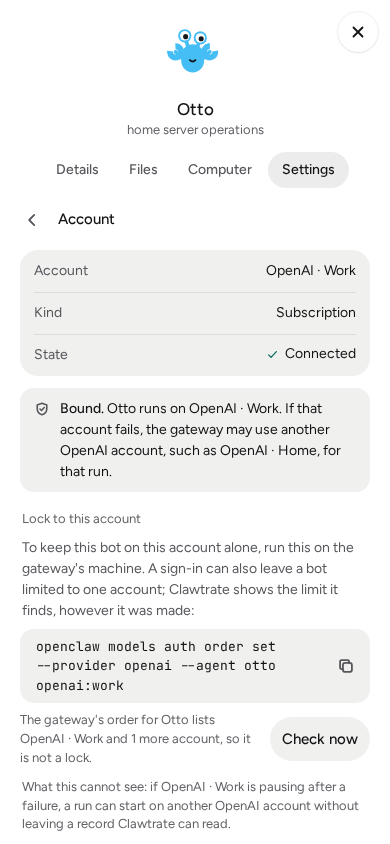 Otto
home server operations
Details Files Computer Settings
Account
Account OpenAI · Work
Kind Subscription
State Connected
Bound. Otto runs on OpenAI · Work. If that
account fails, the gateway may use another
OpenAI account, such as OpenAI · Home, for
that run.
Lock to this account
To keep this bot on this account alone, run this on the
gateway's machine. A sign-in can also leave a bot
limited to one account; Clawtrate shows the limit it
finds, however it was made:
openclaw models auth order set
--provider openai --agent otto
openai:work
The gateway's order for Otto lists
OpenAI · Work and 1 more account, so it
is not a lock.
Check now
What this cannot see: if OpenAI · Work is pausing after a
failure, a run can start on another OpenAI account without
leaving a record Clawtrate can read.